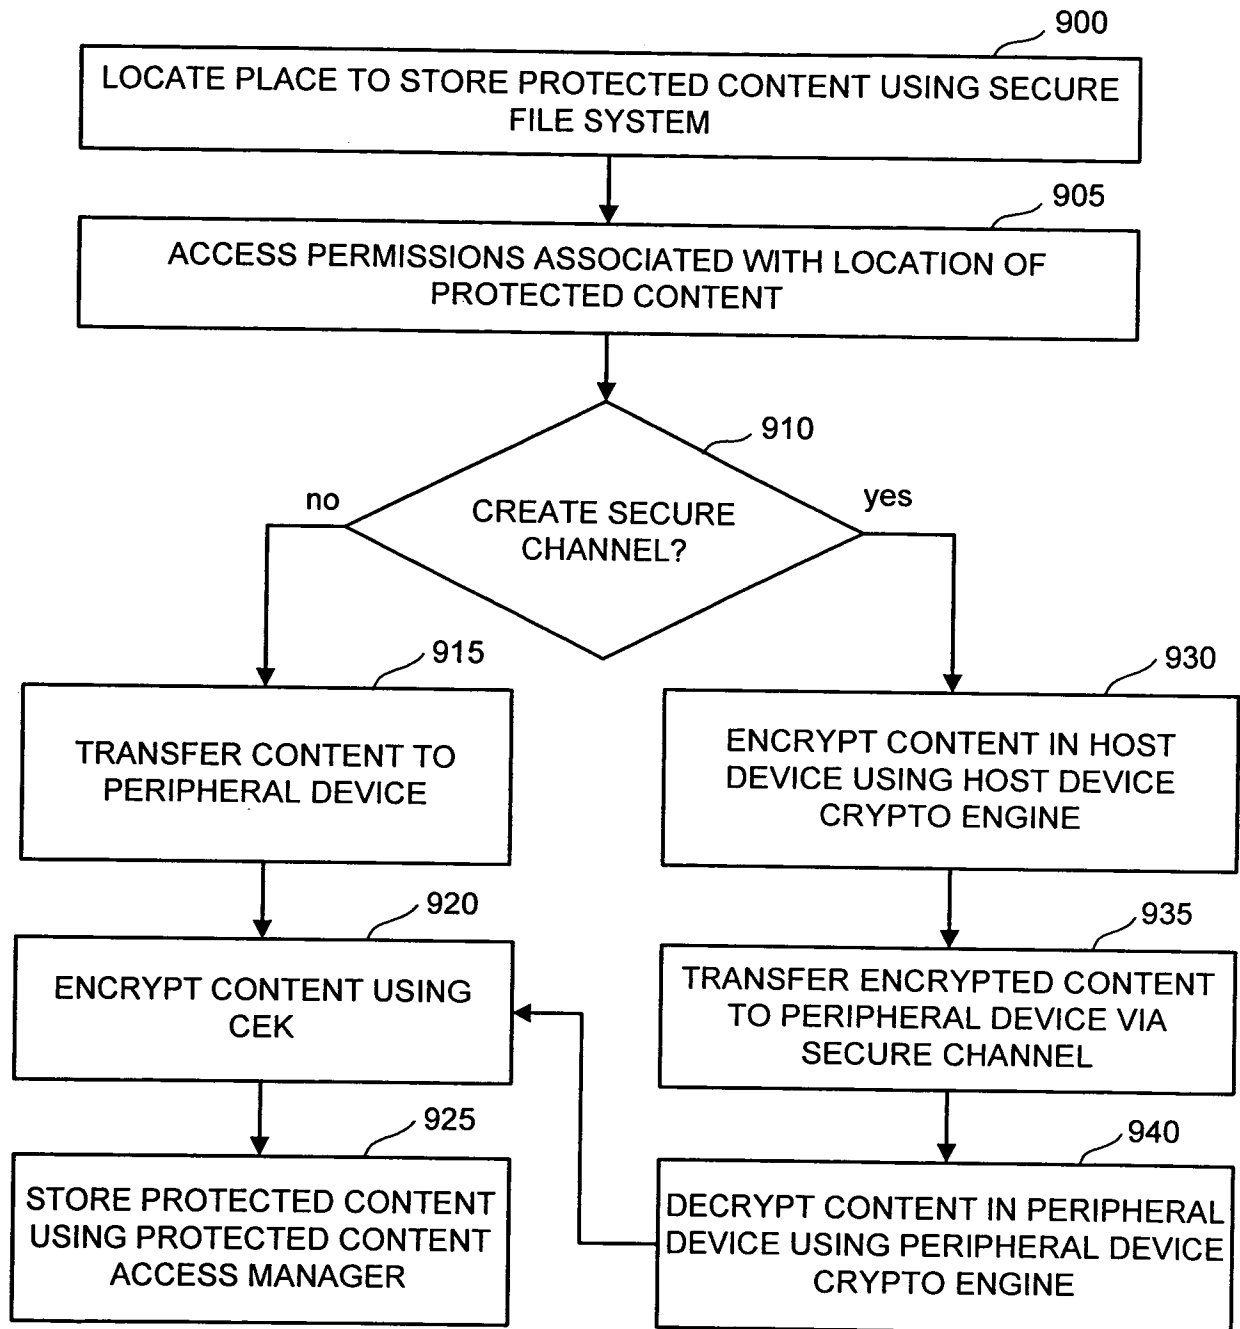 900
LOCATE PLACE TO STORE PROTECTED CONTENT USING SECURE
FILE SYSTEM
905
ACCESS PERMISSIONS ASSOCIATED WITH LOCATION OF
PROTECTED CONTENT
910
no
yes
CREATE SECURE
CHANNEL?
915
TRANSFER CONTENT TO
PERIPHERAL DEVICE
920
ENCRYPT CONTENT USING
CEK
925
STORE PROTECTED CONTENT
USING PROTECTED CONTENT
ACCESS MANAGER
930
ENCRYPT CONTENT IN HOST
DEVICE USING HOST DEVICE
CRYPTO ENGINE
935
TRANSFER ENCRYPTED CONTENT
TO PERIPHERAL DEVICE VIA
SECURE CHANNEL
940
DECRYPT CONTENT IN PERIPHERAL
DEVICE USING PERIPHERAL DEVICE
CRYPTO ENGINE